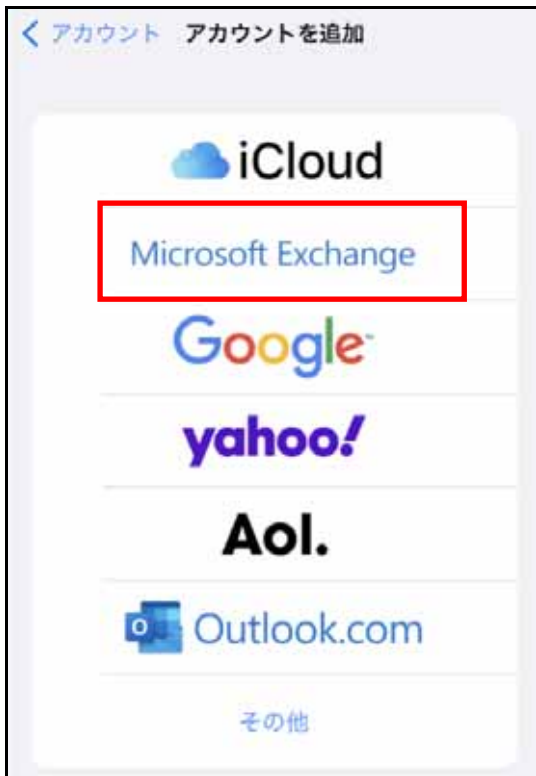 アカウント アカウントを追加
iCloud
Microsoft Exchange
Google
yahoo!
Aol.
Outlook.com
その他